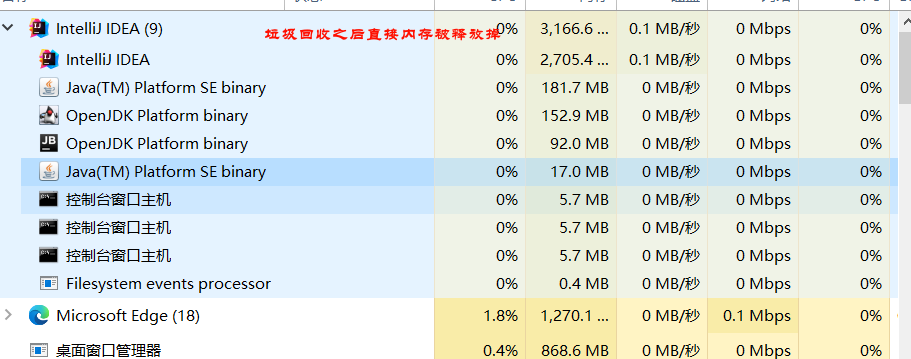 IntelliJ IDEA (9) 0% 3,166.6 ... 0.1 MB/秒 0 Mbps 0%
垃圾回收之后直接内存被释放掉
IntelliJ IDEA 0% 2,705.4 ... 0.1 MB/秒 0 Mbps 0%
Java(TM) Platform SE binary 0% 181.7 MB 0 MB/秒 0 Mbps 0%
OpenJDK Platform binary 0% 152.9 MB 0 MB/秒 0 Mbps 0%
JB OpenJDK Platform binary 0% 92.0 MB 0 MB/秒 0 Mbps 0%
Java(TM) Platform SE binary 0% 17.0 MB 0 MB/秒 0 Mbps 0%
控制台窗口主机 0% 5.7 MB 0 MB/秒 0 Mbps 0%
控制台窗口主机 0% 5.7 MB 0 MB/秒 0 Mbps 0%
控制台窗口主机 0% 5.7 MB 0 MB/秒 0 Mbps 0%
Filesystem events processor 0% 0.4 MB 0 MB/秒 0 Mbps 0%
Microsoft Edge (18) 1.8% 1,270.1 ... 0 MB/秒 0.1 Mbps 0%
桌面窗口管理器 0.4% 868.6 MB 0 MB/秒 0 Mbps 0%